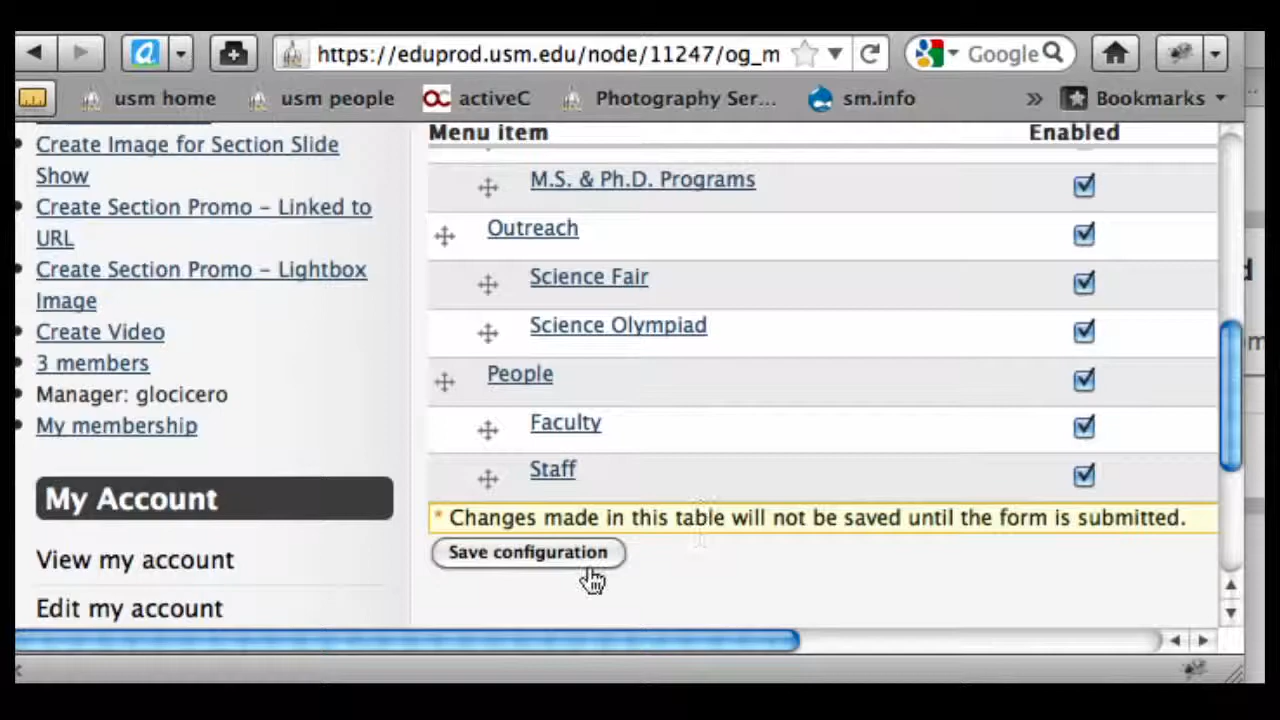 https://eduprod.usm.edu/node/11247/og_m
Google
usm home
usm people
activeC
Photography Ser...
sm.info
»
Bookmarks
Create Image for Section Slide
Show
Create Section Promo – Linked to
URL
Create Section Promo – Lightbox
Image
Create Video
3 members
Manager: glocicero
My membership
My Account
View my account
Edit my account
Menu item Enabled
M.S. & Ph.D. Programs
Outreach
Science Fair
Science Olympiad
People
Faculty
Staff
* Changes made in this table will not be saved until the form is submitted.
Save configuration